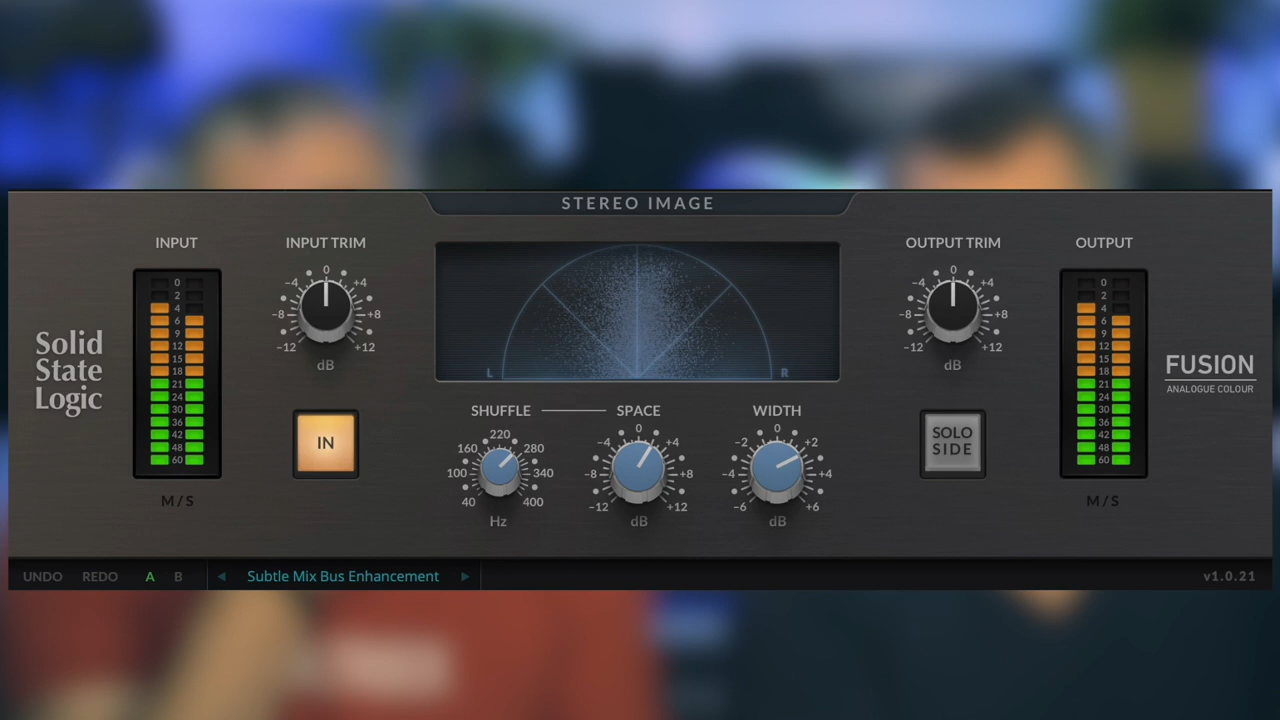 STEREO IMAGE
INPUT
INPUT TRIM
OUTPUT TRIM
OUTPUT
0
2
4
6
9
12
15
18
21
24
30
36
42
48
60
M/S
-12 -8 -4 0 +4 +8 +12
dB
IN
Solid
State
Logic
L R
SHUFFLE SPACE WIDTH
40 100 160 220 280 340 400
Hz
-12 -8 -4 0 +4 +8 +12
dB
-6 -4 -2 0 +2 +4 +6
dB
-12 -8 -4 0 +4 +8 +12
dB
SOLO
SIDE
0
2
4
6
9
12
15
18
21
24
30
36
42
48
60
M/S
FUSION
ANALOGUE COLOUR
UNDO REDO A B Subtle Mix Bus Enhancement v1.0.21